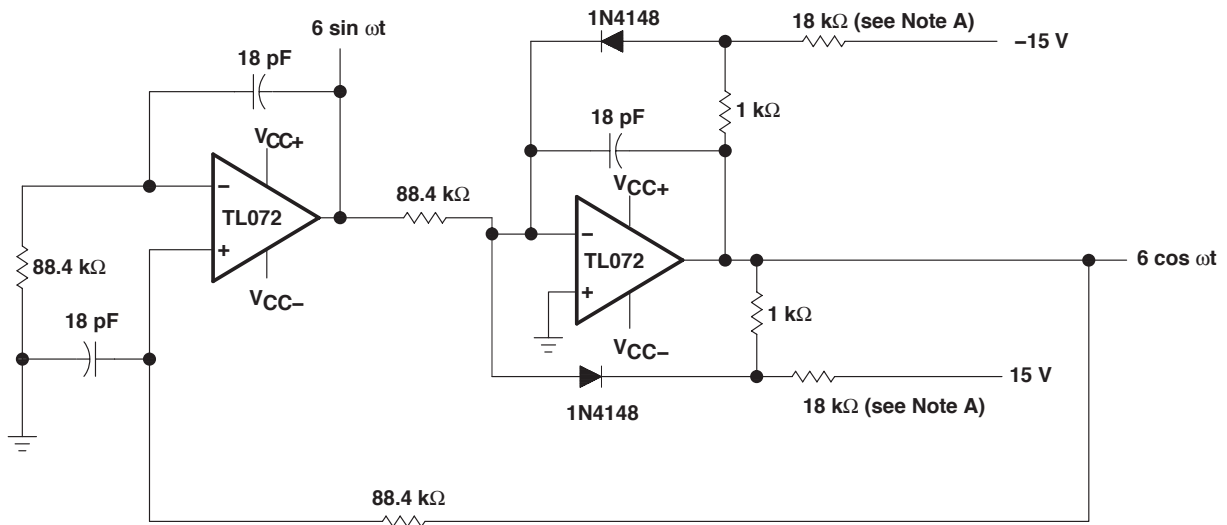 1N4148
18 kΩ (see Note A)
–15 V
6 sin ωt
18 pF
1 kΩ
18 pF
VCC+
VCC+
88.4 kΩ
–
TL072
+
–
TL072
+
6 cos ωt
88.4 kΩ
VCC–
18 pF
1 kΩ
VCC–
15 V
1N4148
18 kΩ (see Note A)
88.4 kΩ